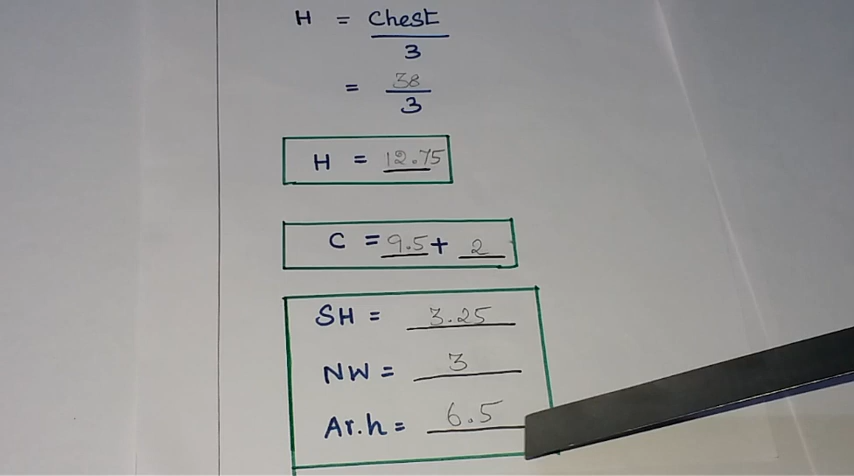 H = Chest
3
= 38
3
H = 12.75
C = 9.5 + 2
SH = 3.25
NW = 3
Ar.h = 6.5